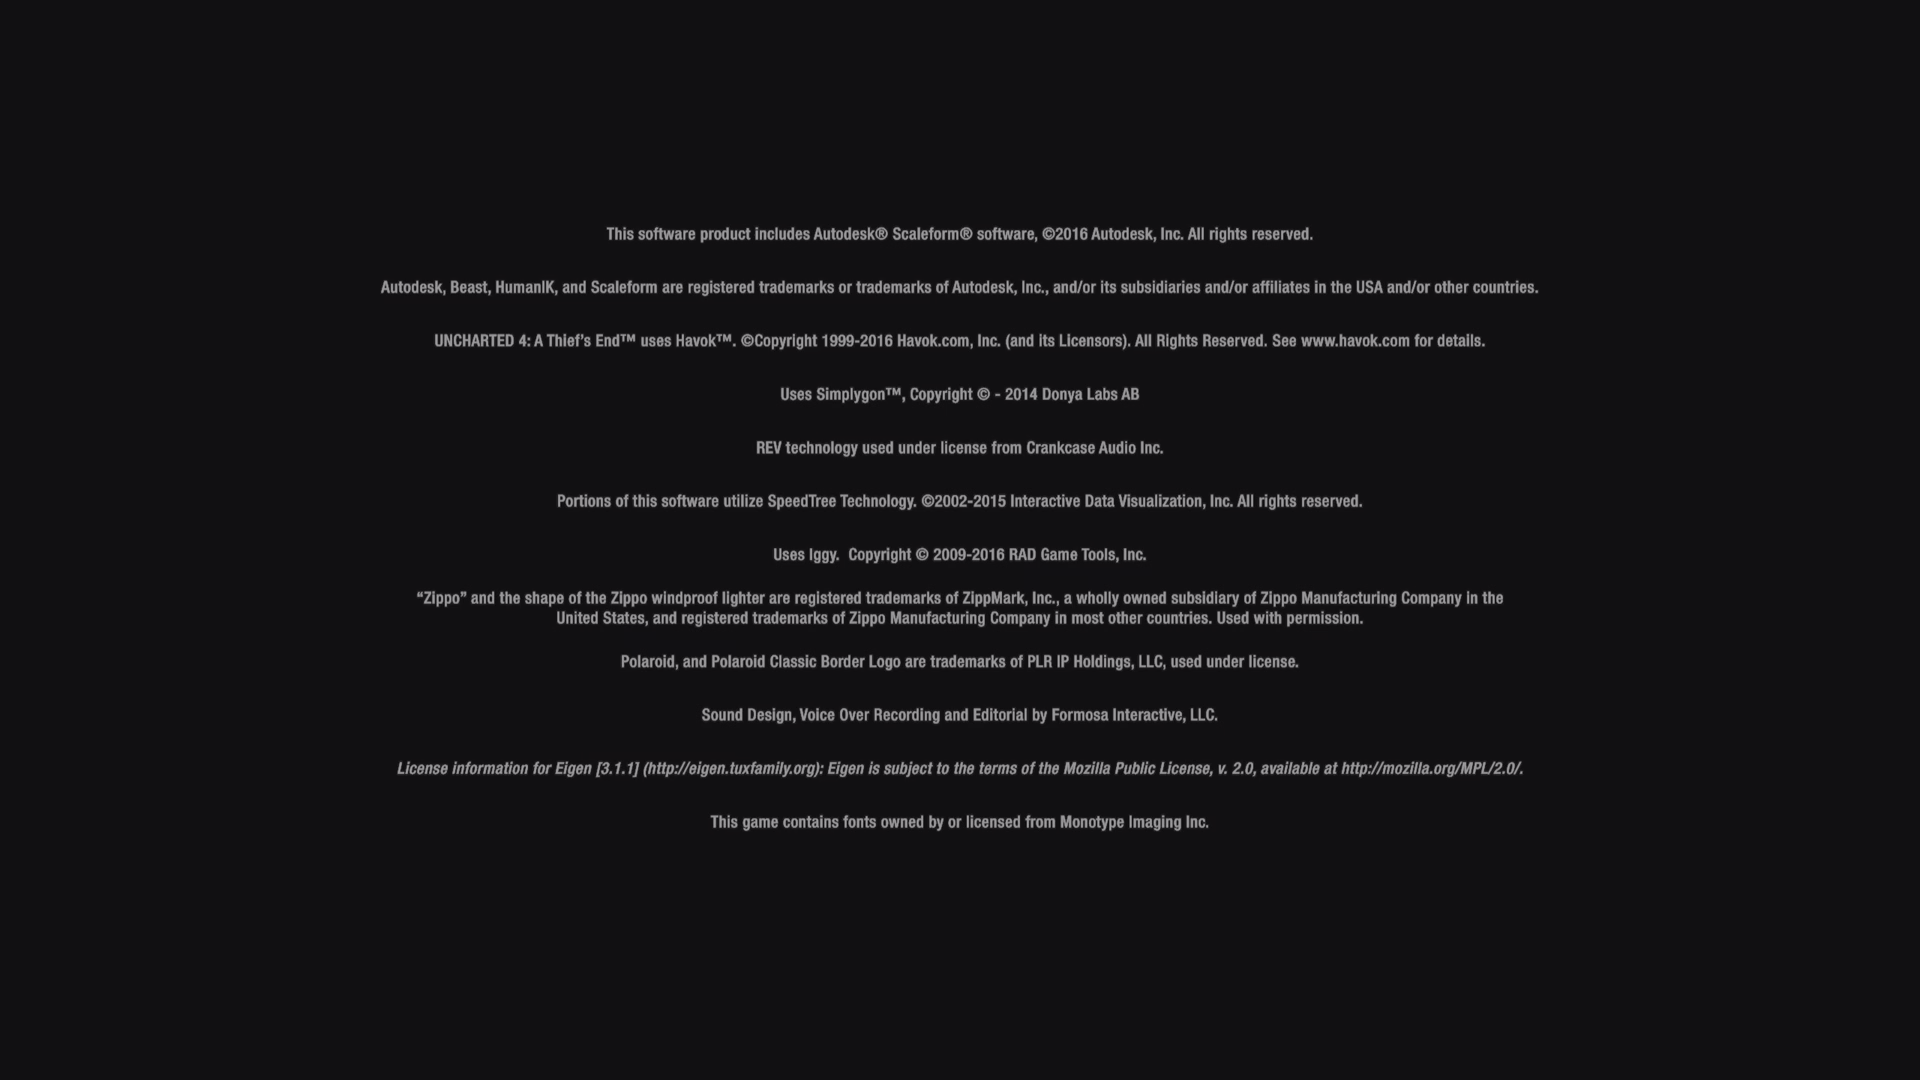 This software product includes Autodesk® Scaleform® software, ©2016 Autodesk, Inc. All rights reserved.
Autodesk, Beast, HumanIK, and Scaleform are registered trademarks or trademarks of Autodesk, Inc., and/or its subsidiaries and/or affiliates in the USA and/or other countries.
UNCHARTED 4: A Thief’s End™ uses Havok™. ©Copyright 1999-2016 Havok.com, Inc. (and its Licensors). All Rights Reserved. See www.havok.com for details.
Uses Simplygon™, Copyright © - 2014 Donya Labs AB
REV technology used under license from Crankcase Audio Inc.
Portions of this software utilize SpeedTree Technology. ©2002-2015 Interactive Data Visualization, Inc. All rights reserved.
Uses Iggy.  Copyright © 2009-2016 RAD Game Tools, Inc.
“Zippo” and the shape of the Zippo windproof lighter are registered trademarks of ZippMark, Inc., a wholly owned subsidiary of Zippo Manufacturing Company in the
United States, and registered trademarks of Zippo Manufacturing Company in most other countries. Used with permission.
Polaroid, and Polaroid Classic Border Logo are trademarks of PLR IP Holdings, LLC, used under license.
Sound Design, Voice Over Recording and Editorial by Formosa Interactive, LLC.
License information for Eigen [3.1.1] (http://eigen.tuxfamily.org): Eigen is subject to the terms of the Mozilla Public License, v. 2.0, available at http://mozilla.org/MPL/2.0/.
This game contains fonts owned by or licensed from Monotype Imaging Inc.